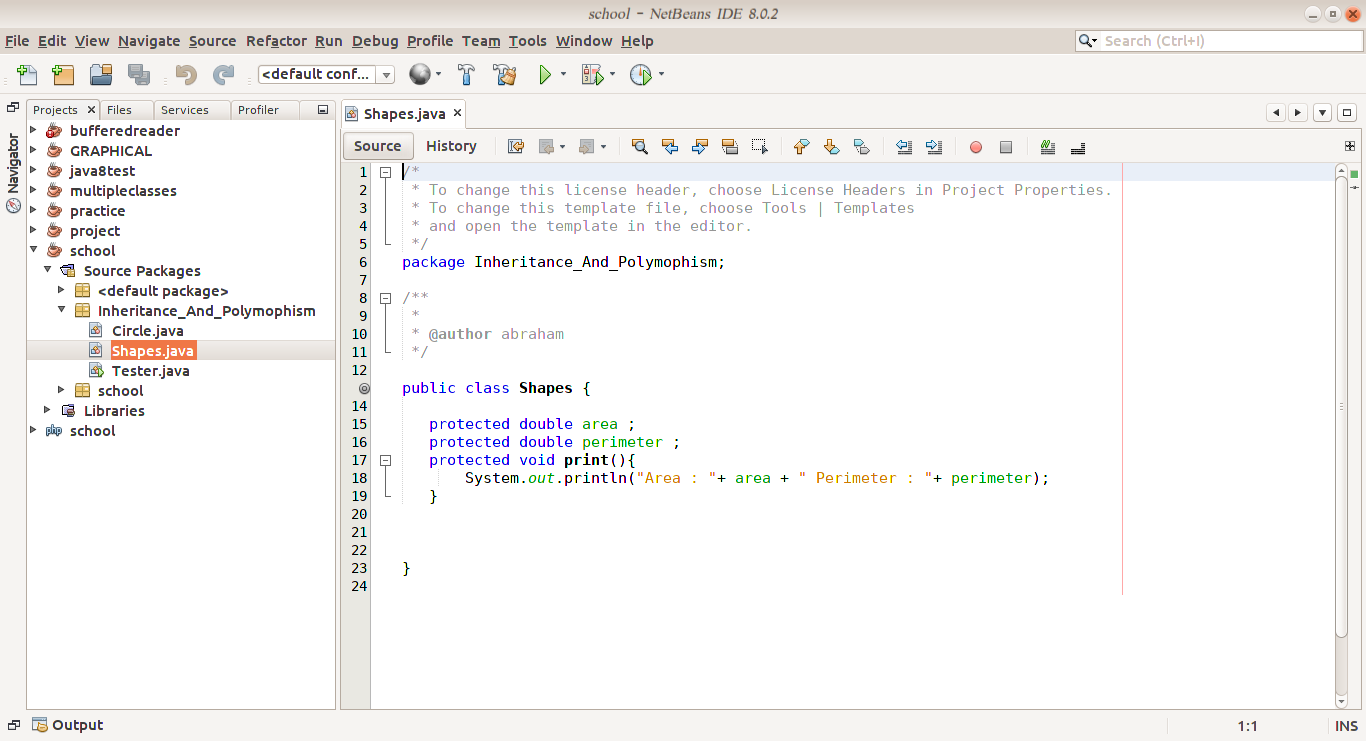 school - NetBeans IDE 8.0.2
File Edit View Navigate Source Refactor Run Debug Profile Team Tools Window Help
Search (Ctrl+I)
<default conf...
Projects Files Services Profiler
Navigator
bufferedreader
GRAPHICAL
java8test
multipleclasses
practice
project
school
Source Packages
<default package>
Inheritance_And_Polymophism
Circle.java
Shapes.java
Tester.java
school
Libraries
php school
Shapes.java
Source History
1 /*
2 * To change this license header, choose License Headers in Project Properties.
3 * To change this template file, choose Tools | Templates
4 * and open the template in the editor.
5 */
6 package Inheritance_And_Polymophism;
7
8 /**
9 *
10 * @author abraham
11 */
12
public class Shapes {
14
15 protected double area ;
16 protected double perimeter ;
17 protected void print(){
18 System.out.println("Area : "+ area + " Perimeter : "+ perimeter);
19 }
20
21
22
23 }
24
Output
1:1 INS